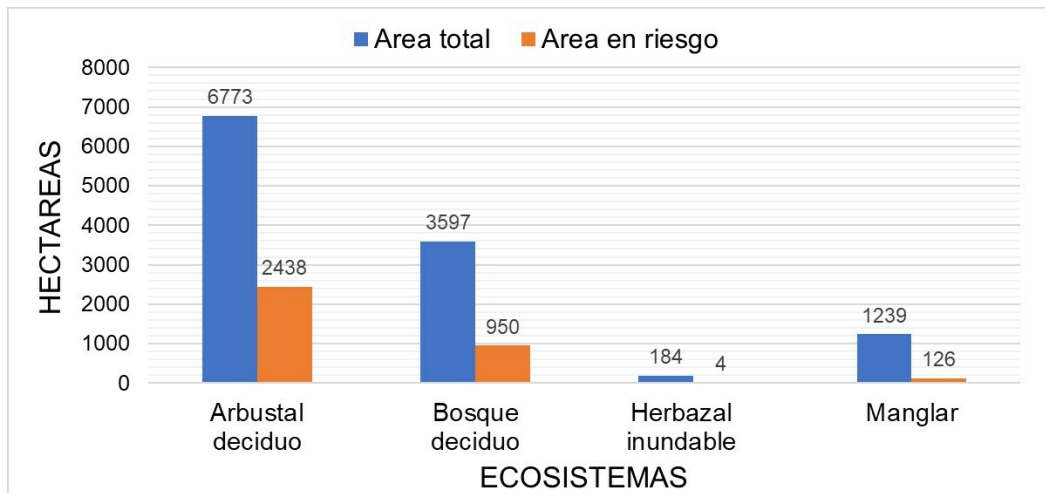 Area total Area en riesgo
8000
7000
6000
5000
4000
3000
2000
1000
0
HECTAREAS
6773
2438
3597
950
184
4
1239
126
Arbustal
deciduo
Bosque
deciduo
Herbazal
inundable
Manglar
ECOSISTEMAS